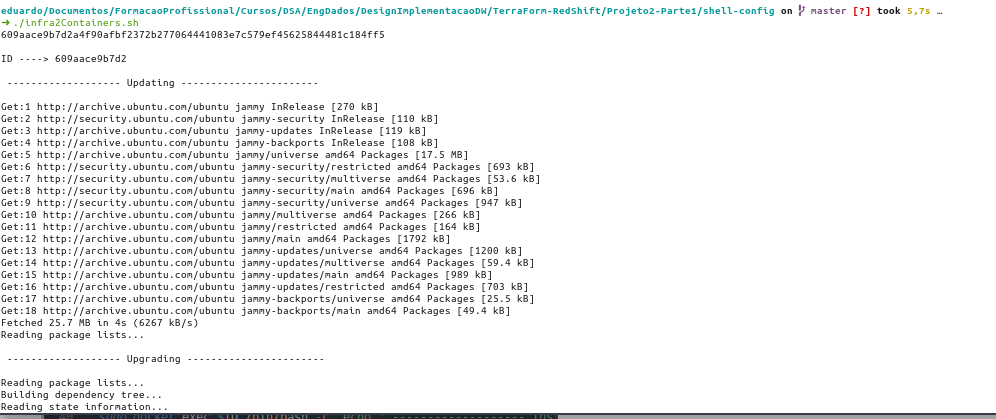 eduardo/Documentos/FormacaoProfissional/Cursos/DSA/EngDados/DesignImplementacaoDW/TerraForm-RedShift/Projeto2-Parte1/shell-config on master [?] took 5,7s …
➜ ./infra2Containers.sh
609aace9b7d2a4f90afbf2372b277064441083e7c579ef45625844481c184ff5
ID ----> 609aace9b7d2
------------------- Updating -----------------------
Get:1 http://archive.ubuntu.com/ubuntu jammy InRelease [270 kB]
Get:2 http://security.ubuntu.com/ubuntu jammy-security InRelease [110 kB]
Get:3 http://archive.ubuntu.com/ubuntu jammy-updates InRelease [119 kB]
Get:4 http://archive.ubuntu.com/ubuntu jammy-backports InRelease [108 kB]
Get:5 http://archive.ubuntu.com/ubuntu jammy/universe amd64 Packages [17.5 MB]
Get:6 http://security.ubuntu.com/ubuntu jammy-security/restricted amd64 Packages [693 kB]
Get:7 http://security.ubuntu.com/ubuntu jammy-security/multiverse amd64 Packages [53.6 kB]
Get:8 http://security.ubuntu.com/ubuntu jammy-security/main amd64 Packages [696 kB]
Get:9 http://security.ubuntu.com/ubuntu jammy-security/universe amd64 Packages [947 kB]
Get:10 http://archive.ubuntu.com/ubuntu jammy/multiverse amd64 Packages [266 kB]
Get:11 http://archive.ubuntu.com/ubuntu jammy/restricted amd64 Packages [164 kB]
Get:12 http://archive.ubuntu.com/ubuntu jammy/main amd64 Packages [1792 kB]
Get:13 http://archive.ubuntu.com/ubuntu jammy-updates/universe amd64 Packages [1200 kB]
Get:14 http://archive.ubuntu.com/ubuntu jammy-updates/multiverse amd64 Packages [59.4 kB]
Get:15 http://archive.ubuntu.com/ubuntu jammy-updates/main amd64 Packages [989 kB]
Get:16 http://archive.ubuntu.com/ubuntu jammy-updates/restricted amd64 Packages [703 kB]
Get:17 http://archive.ubuntu.com/ubuntu jammy-backports/universe amd64 Packages [25.5 kB]
Get:18 http://archive.ubuntu.com/ubuntu jammy-backports/main amd64 Packages [49.4 kB]
Fetched 25.7 MB in 4s (6267 kB/s)
Reading package lists...
------------------- Upgrading -----------------------
Reading package lists...
Building dependency tree...
Reading state information...